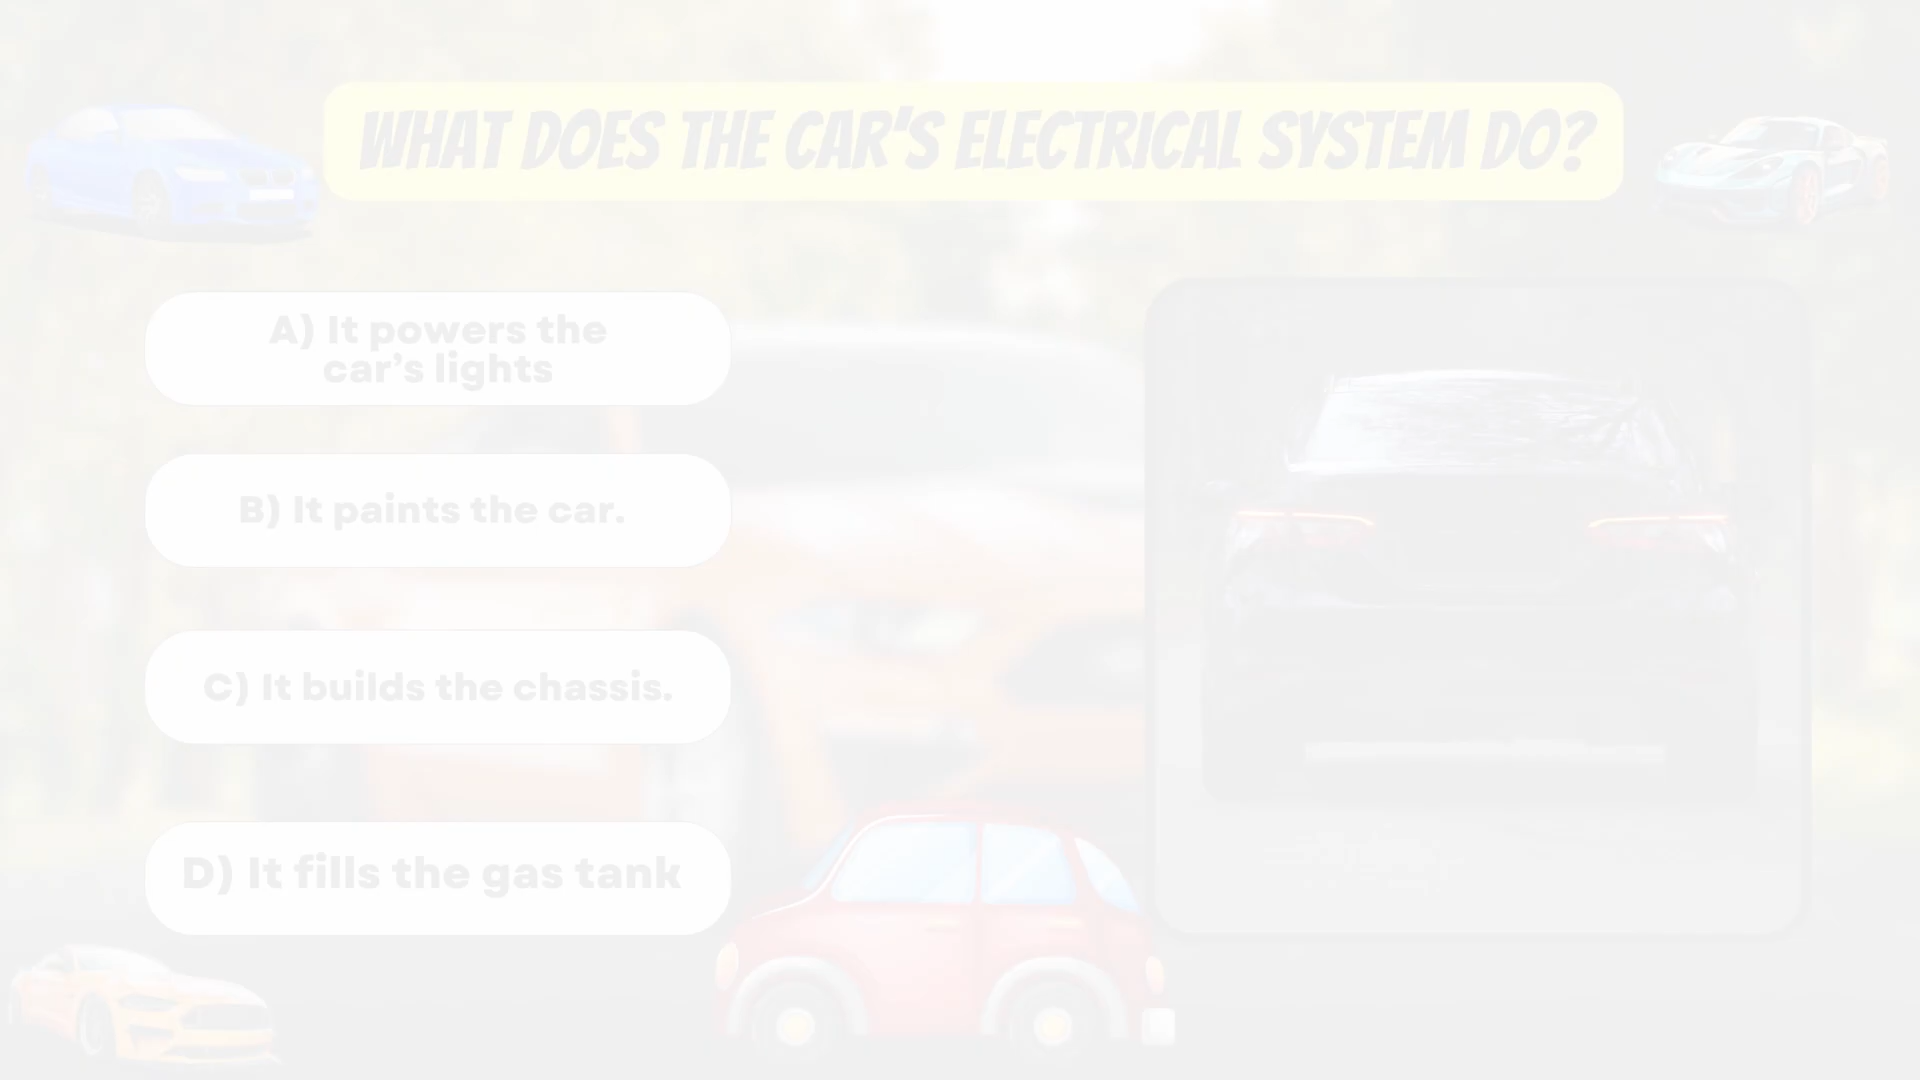 WHAT DOES THE CAR'S ELECTRICAL SYSTEM DO?
A) It powers the
car's lights
B) It paints the car.
C) It builds the chassis.
D) It fills the gas tank